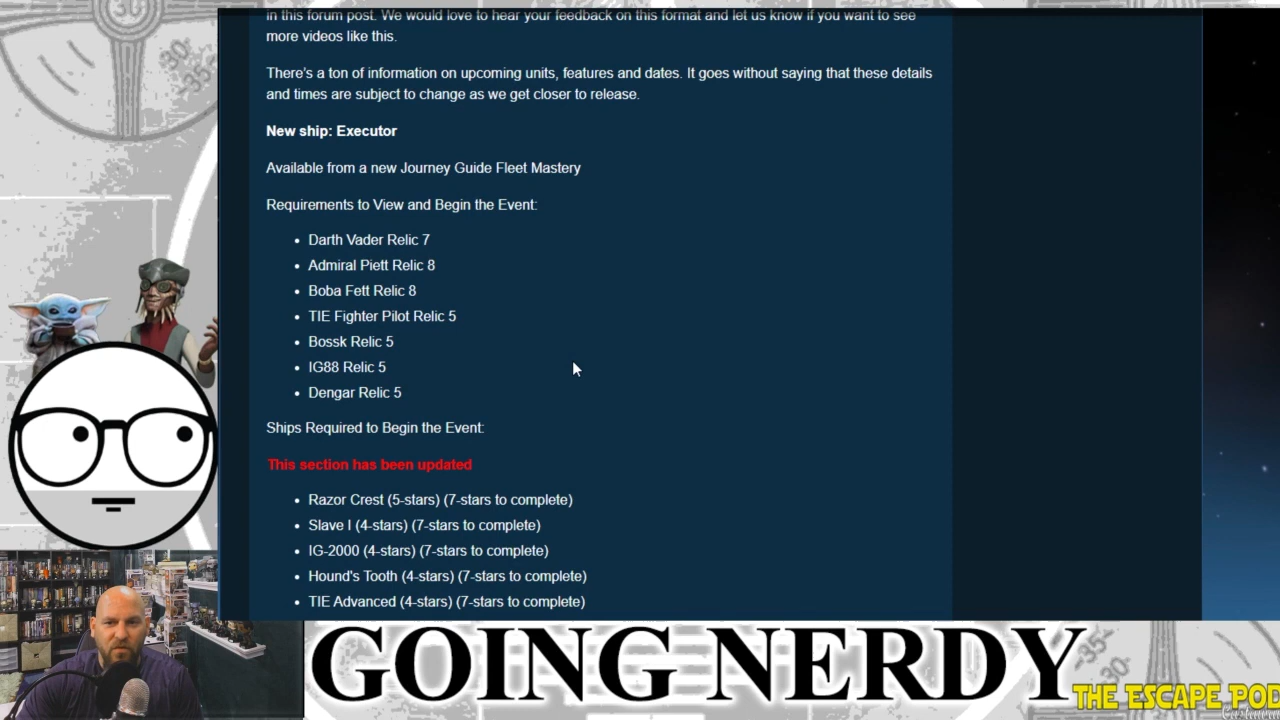 in this forum post. We would love to hear your feedback on this format and let us know if you want to see
more videos like this.
There's a ton of information on upcoming units, features and dates. It goes without saying that these details
and times are subject to change as we get closer to release.
New ship: Executor
Available from a new Journey Guide Fleet Mastery
Requirements to View and Begin the Event:
• Darth Vader Relic 7
• Admiral Piett Relic 8
• Boba Fett Relic 8
• TIE Fighter Pilot Relic 5
• Bossk Relic 5
• IG88 Relic 5
• Dengar Relic 5
Ships Required to Begin the Event:
This section has been updated
• Razor Crest (5-stars) (7-stars to complete)
• Slave I (4-stars) (7-stars to complete)
• IG-2000 (4-stars) (7-stars to complete)
• Hound's Tooth (4-stars) (7-stars to complete)
• TIE Advanced (4-stars) (7-stars to complete)
GOING NERDY
THE ESCAPE POD
-30-
-35-
-35-
-30-